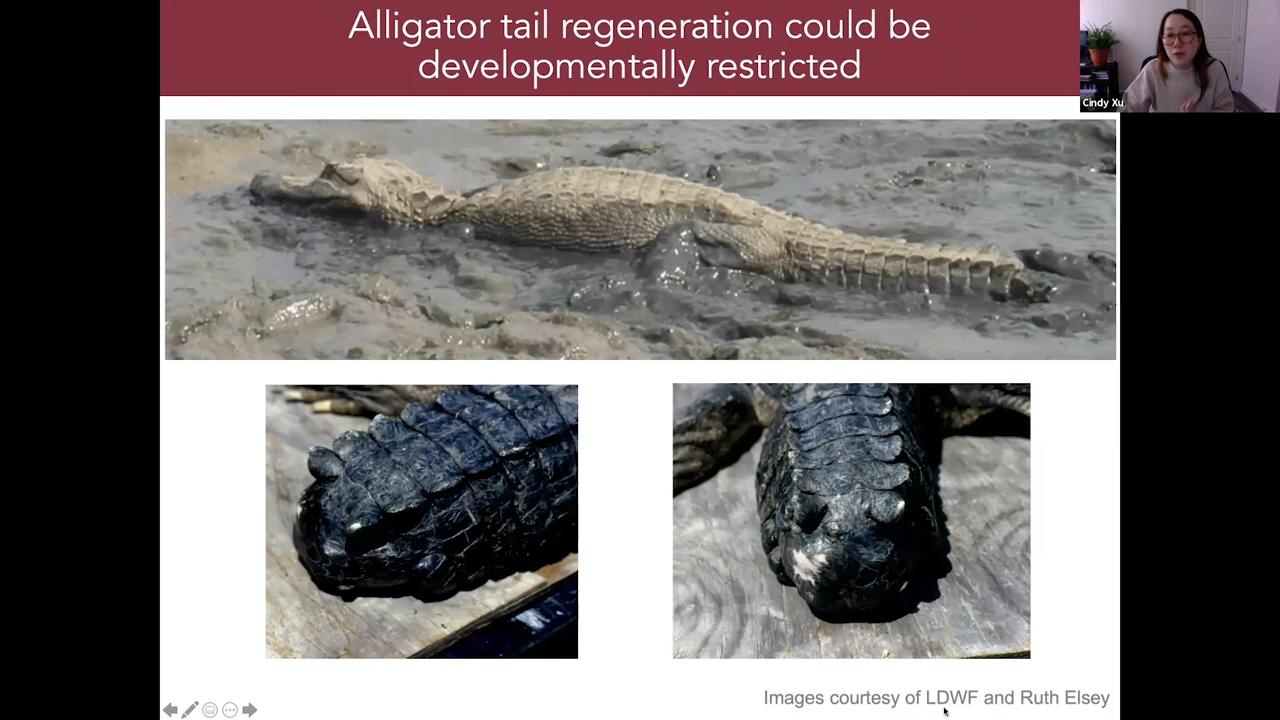 Alligator tail regeneration could be
developmentally restricted
Cindy Xu
Images courtesy of LDWF and Ruth Elsey